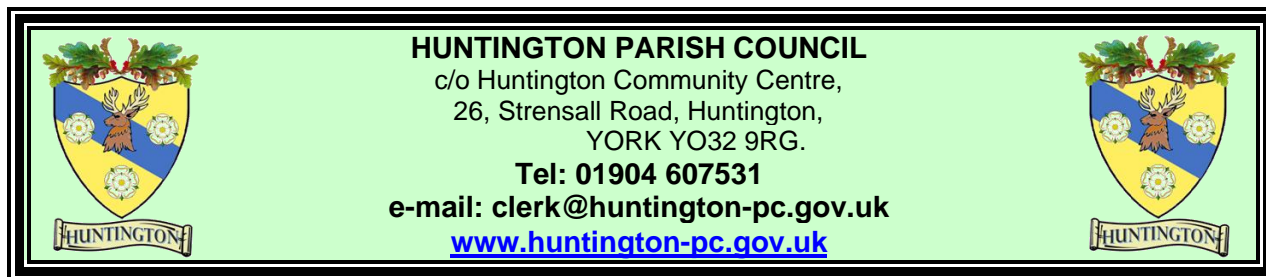 HUNTINGTON PARISH COUNCIL
c/o Huntington Community Centre,
26, Strensall Road, Huntington,
YORK YO32 9RG.
Tel: 01904 607531
e-mail: clerk@huntington-pc.gov.uk
www.huntington-pc.gov.uk
HUNTINGTON
HUNTINGTON